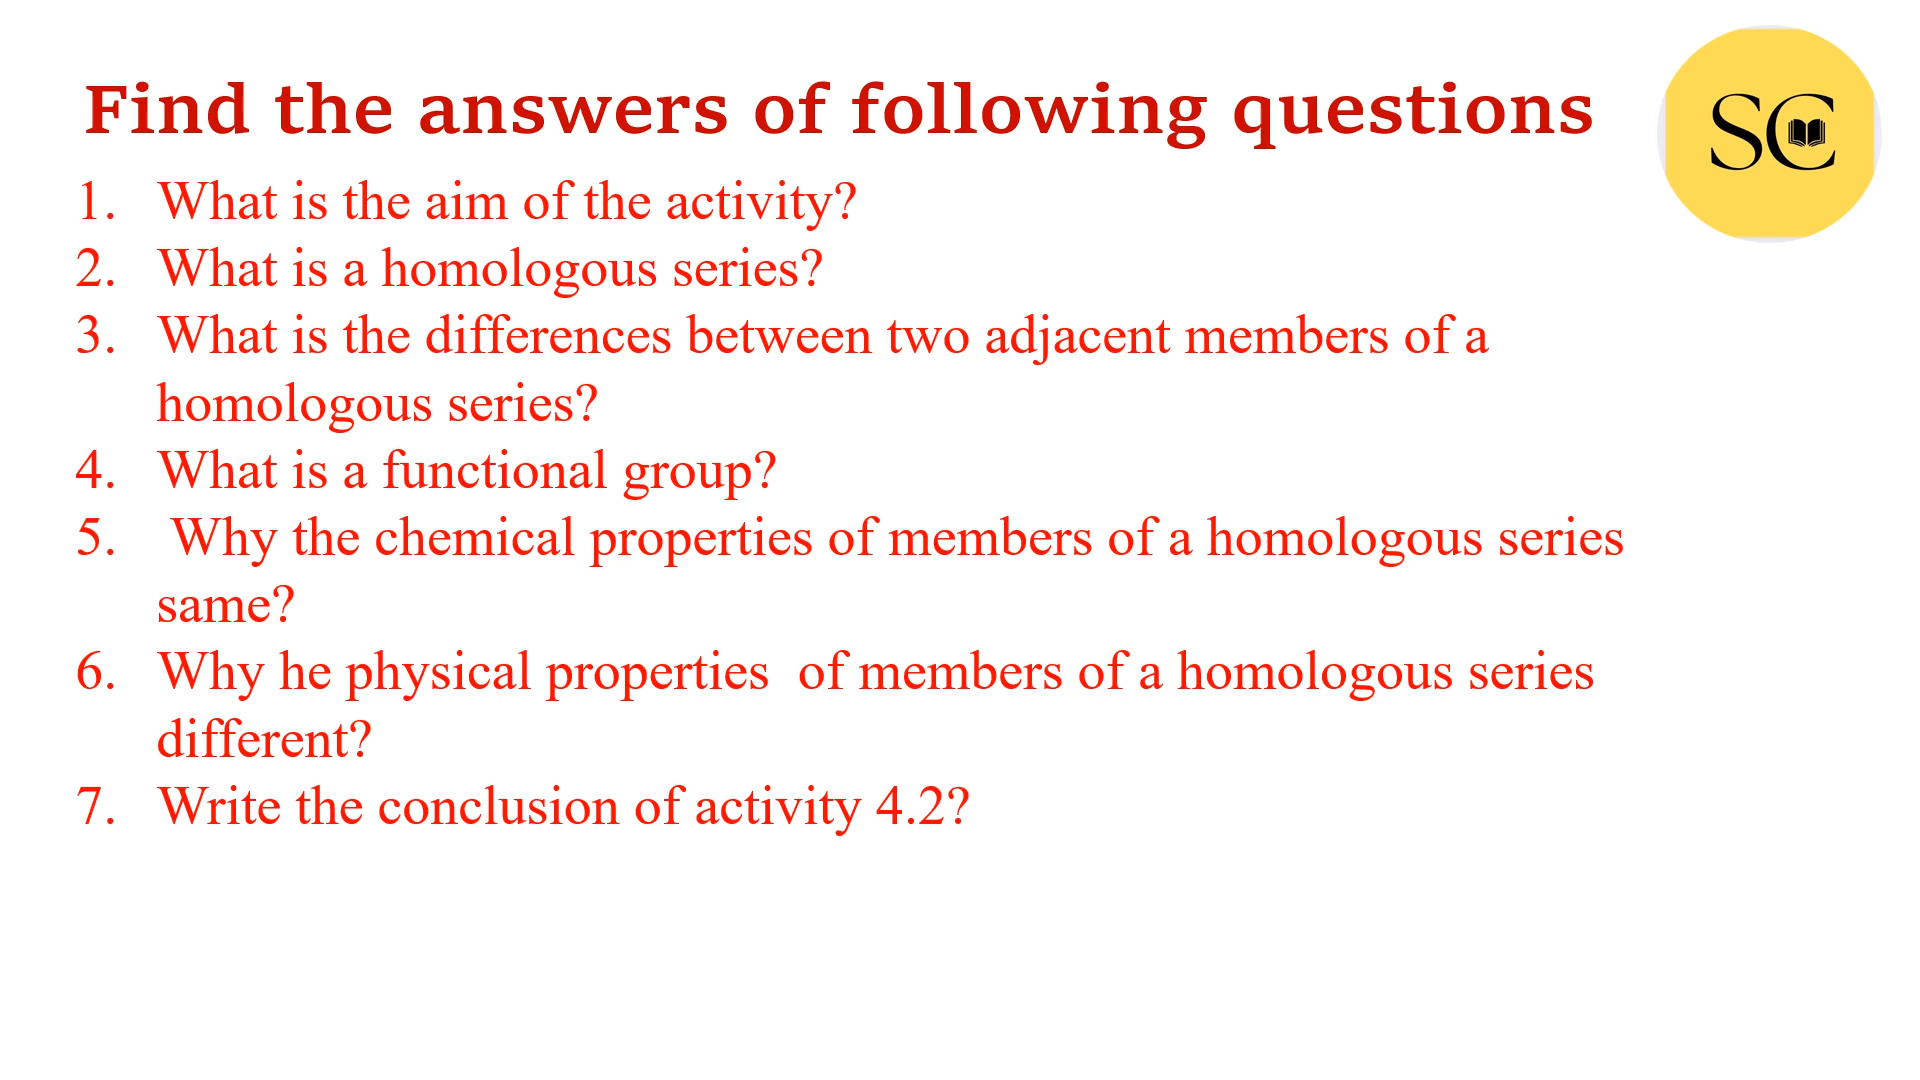 Find the answers of following questions
SC
1. What is the aim of the activity?
2. What is a homologous series?
3. What is the differences between two adjacent members of a
homologous series?
4. What is a functional group?
5. Why the chemical properties of members of a homologous series
same?
6. Why he physical properties of members of a homologous series
different?
7. Write the conclusion of activity 4.2?